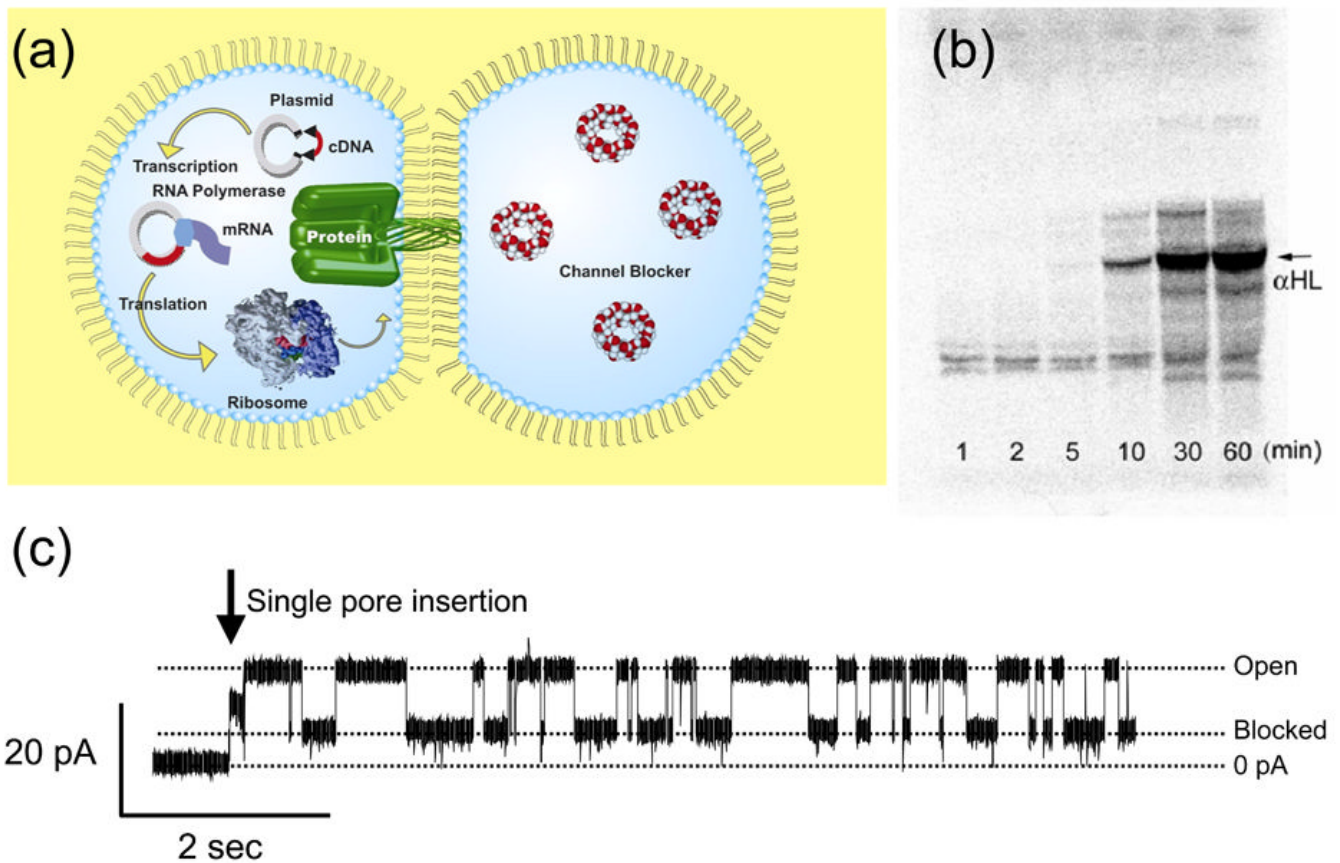 (a)
Plasmid
cDNA
Transcription
RNA Polymerase
mRNA
Protein
Translation
Ribosome
Channel Blocker
(b)
αHL
1 2 5 10 30 60 (min)
(c)
Single pore insertion
Open
Blocked
0 pA
20 pA
2 sec